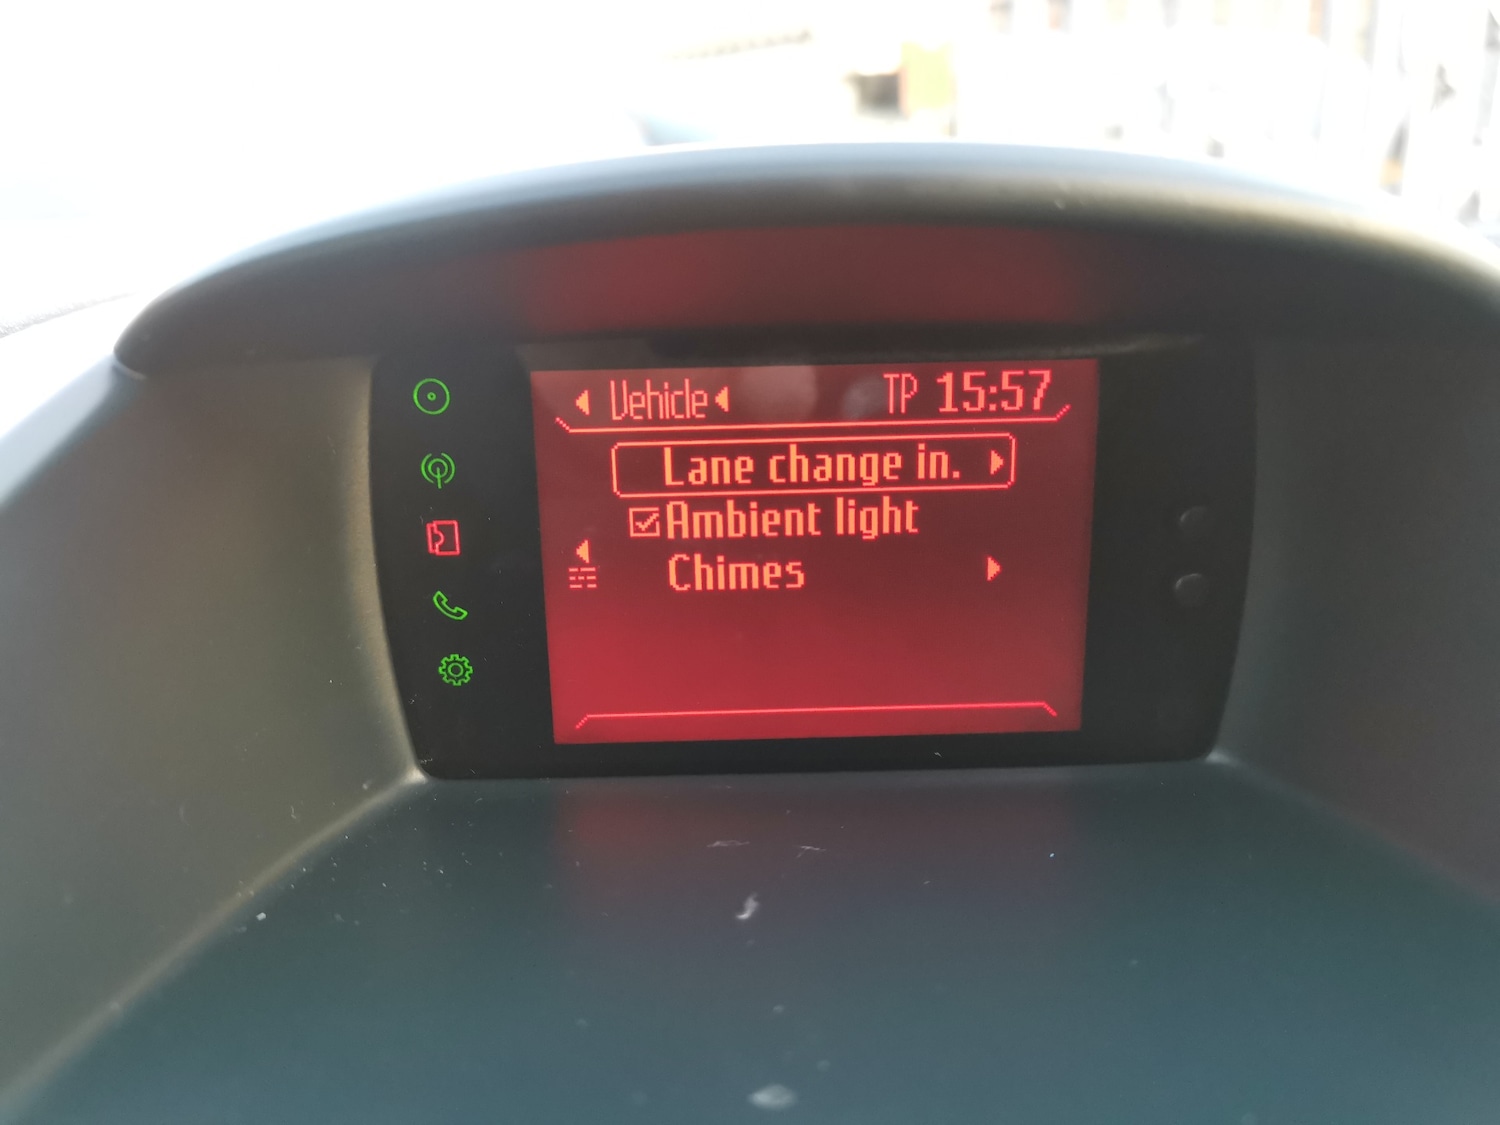 Vehicle TP 15:57
Lane change in.
Ambient light
Chimes